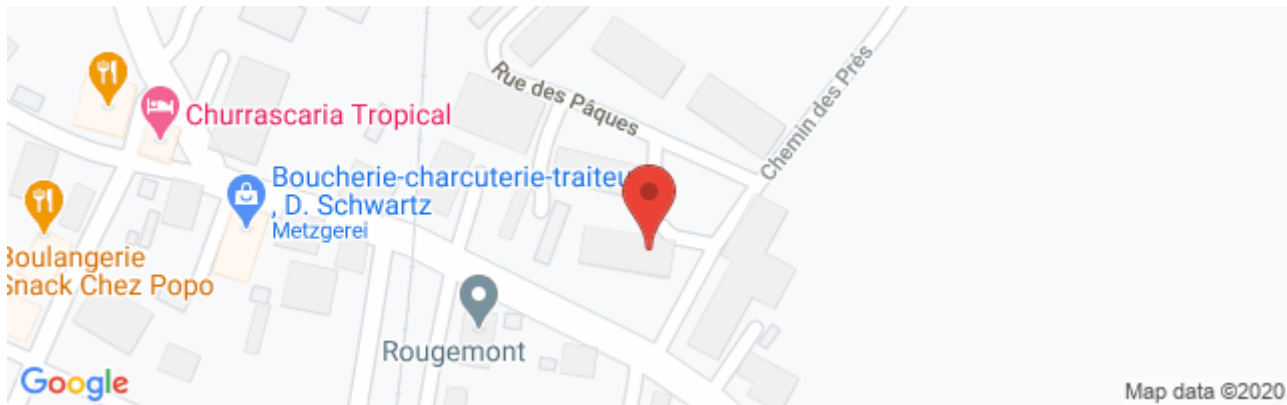 Rue des Pâques
Chemin des Prés
Churrascaria Tropical
Boucherie-charcuterie-traiteu
, D. Schwartz
Metzgerei
Boulangerie
Snack Chez Popo
Rougemont
Google
Map data ©2020